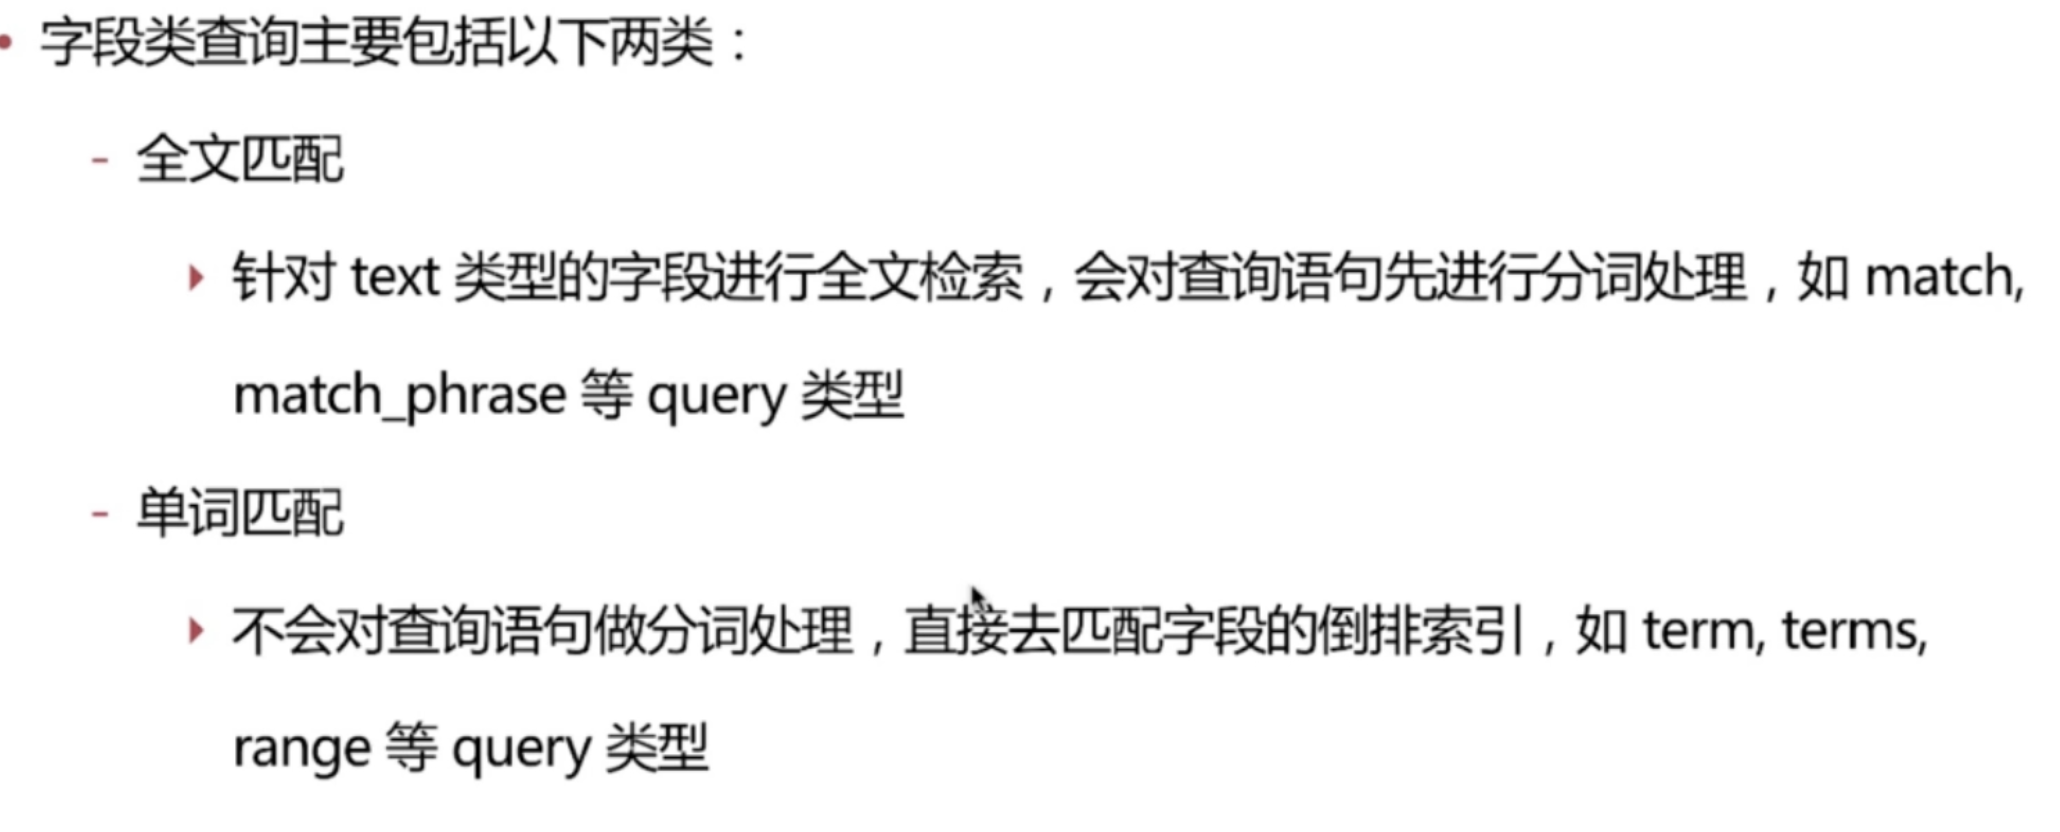 • 字段类查询主要包括以下两类：
- 全文匹配
针对 text 类型的字段进行全文检索，会对查询语句先进行分词处理，如 match,
match_phrase 等 query 类型
- 单词匹配
不会对查询语句做分词处理，直接去匹配字段的倒排索引，如 term, terms,
range 等 query 类型